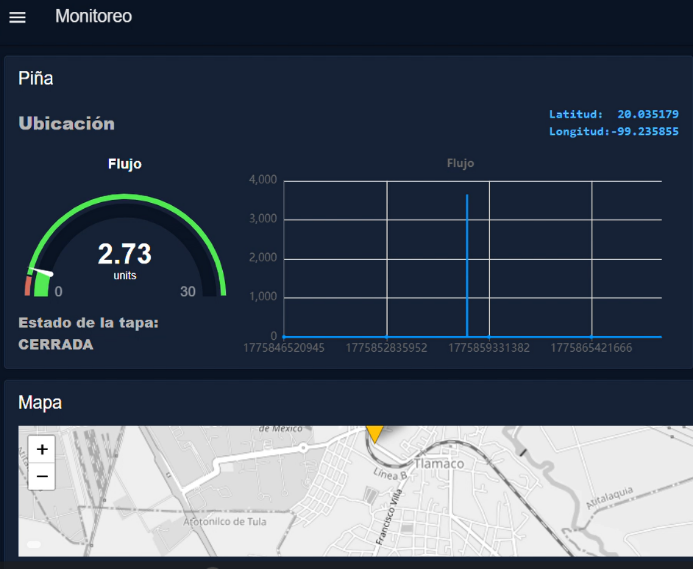 Monitoreo
Piña
Ubicación
Latitud: 20.035179
Longitud:-99.235855
Flujo
2.73
units
0
30
Estado de la tapa:
CERRADA
Flujo
4,000
3,000
2,000
1,000
0
1775846520945
1775852835952
1775859331382
1775865421666
Mapa
+
−
de México
Tlamaco
Línea B
Francisco Villa
Atitalaquia
Atotonilco de Tula